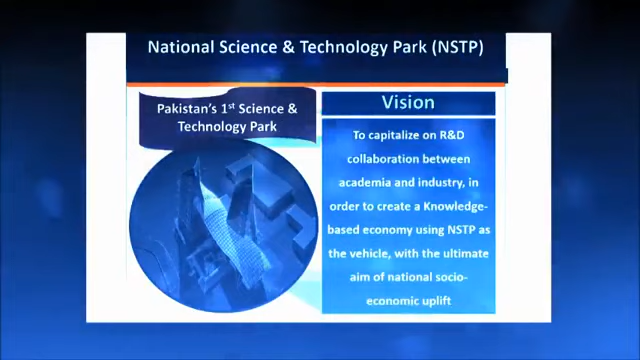 National Science & Technology Park (NSTP)
Pakistan's 1st Science &
Technology Park
Vision
To capitalize on R&D
collaboration between
academia and industry, in
order to create a Knowledge-
based economy using NSTP as
the vehicle, with the ultimate
aim of national socio-
economic uplift